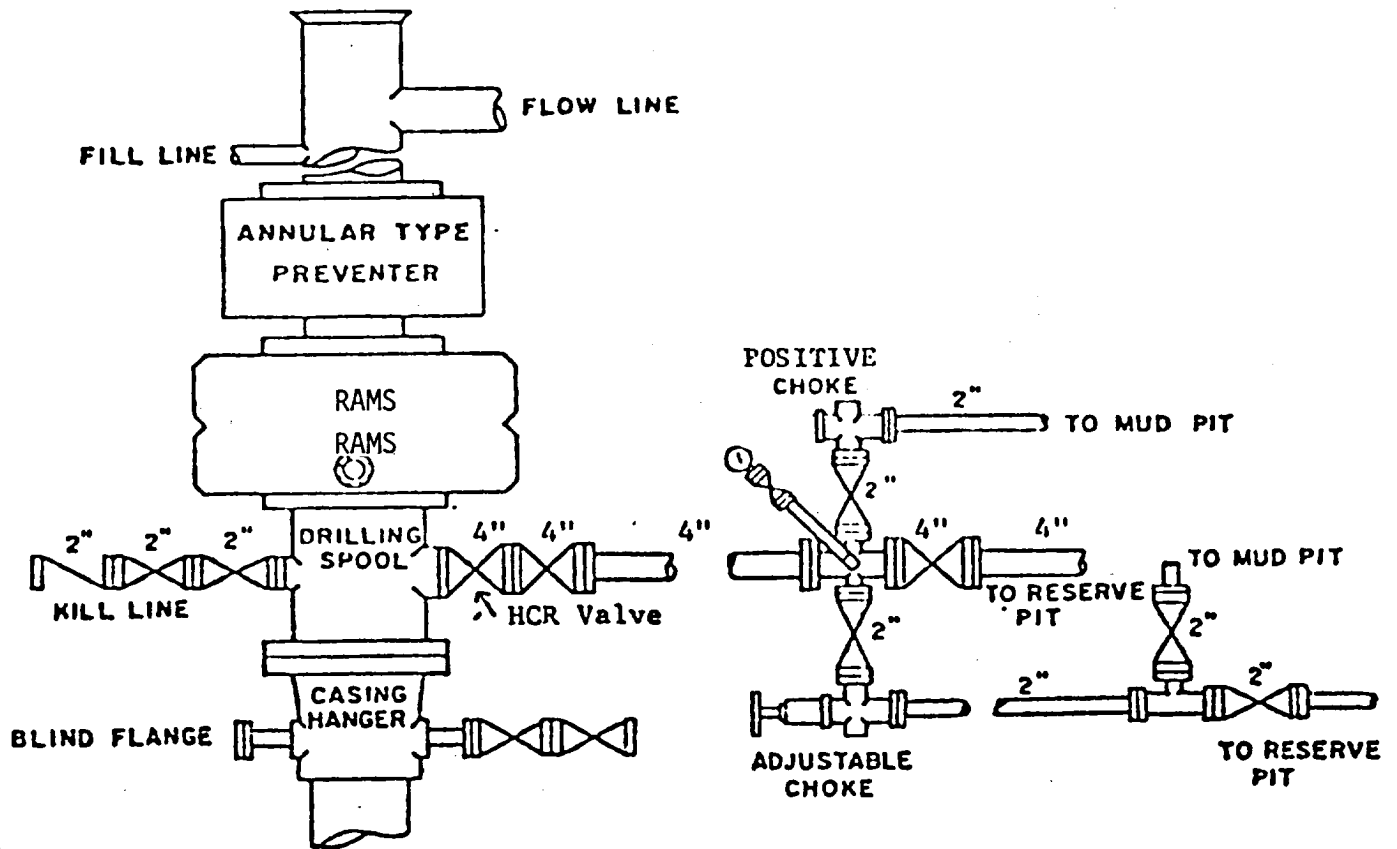 FLOW LINE
FILL LINE
ANNULAR TYPE
PREVENTER
RAMS
RAMS
POSITIVE
CHOKE
2"
TO MUD PIT
2"
DRILLING
SPOOL
2"
2"
2"
4"
4"
4"
4"
4"
KILL LINE
HCR Valve
TO RESERVE
PIT
TO MUD PIT
2"
2"
2"
2"
CASING
HANGER
BLIND FLANGE
ADJUSTABLE
CHOKE
TO RESERVE
PIT